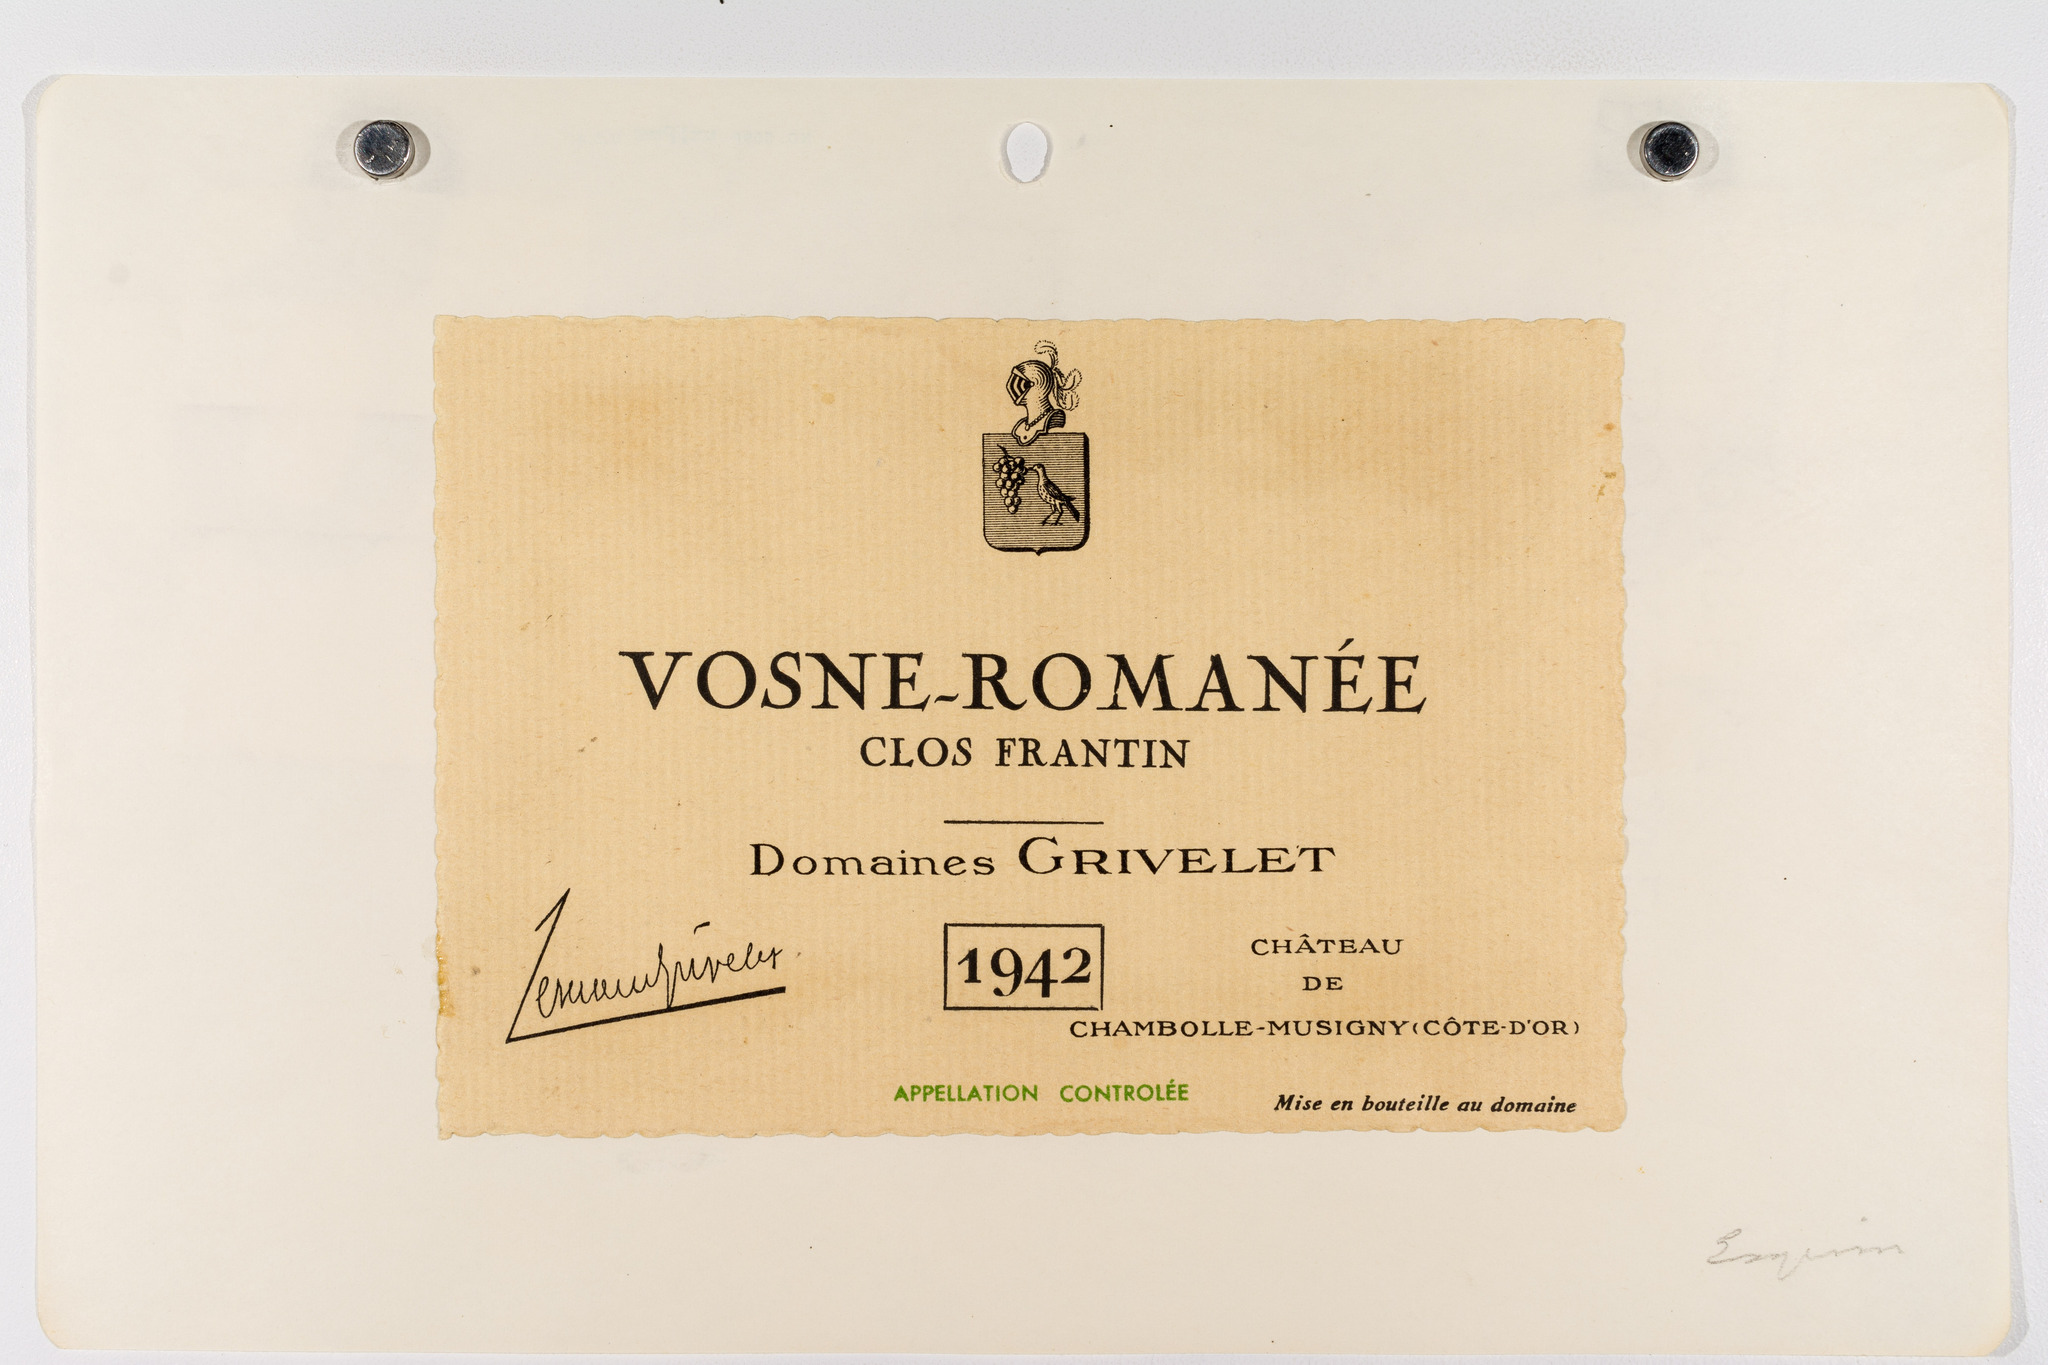 VOSNE-ROMANÉE
CLOS FRANTIN
Domaines GRIVELET
1942
CHÂTEAU
DE
CHAMBOLLE-MUSIGNY (CÔTE-D'OR)
APPELLATION CONTROLÉE
Mise en bouteille au domaine